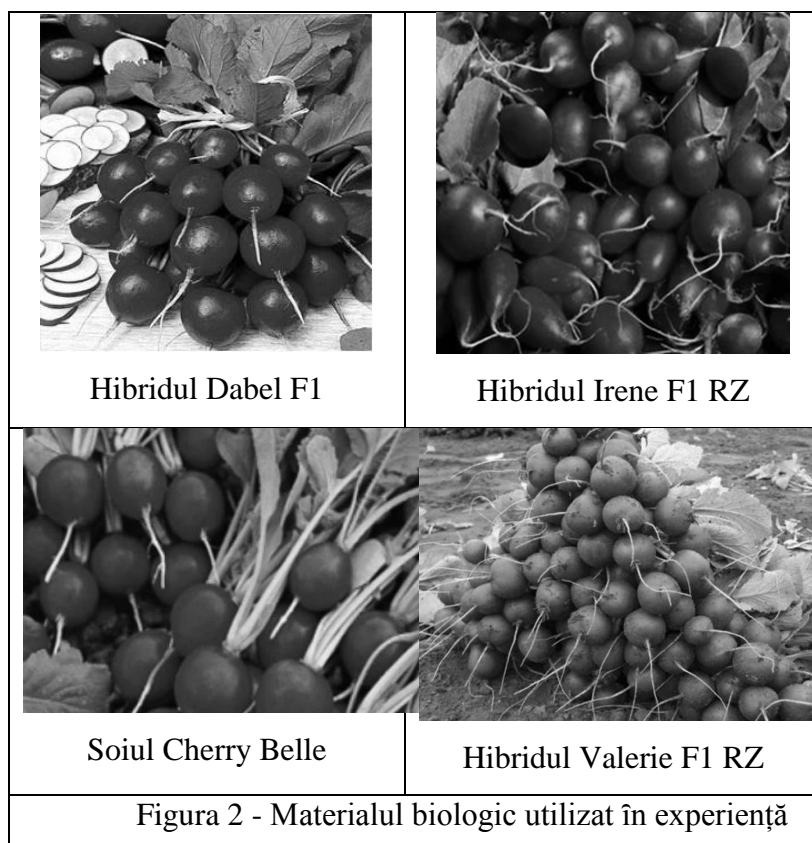 Hibridul Dabel F1
Hibridul Irene F1 RZ
Soiul Cherry Belle
Hibridul Valerie F1 RZ
Figura 2 - Materialul biologic utilizat în experiență